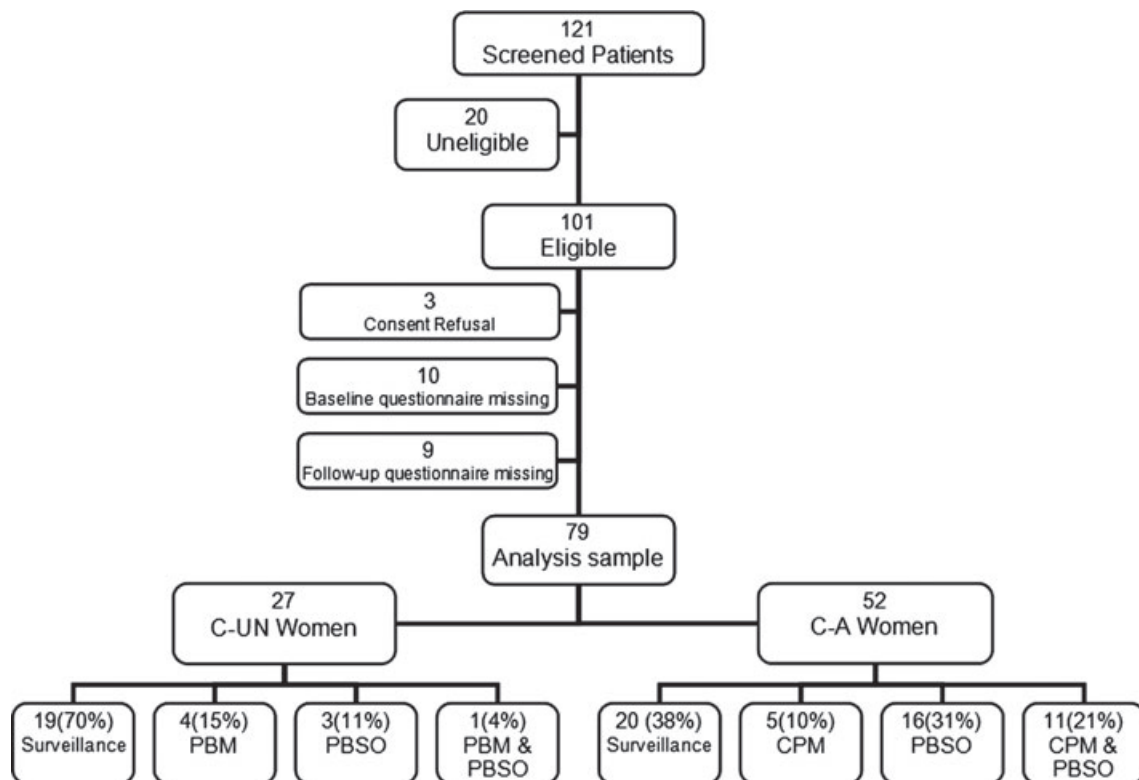 121
Screened Patients
20
Uneligible
101
Eligible
3
Consent Refusal
10
Baseline questionnaire missing
9
Follow-up questionnaire missing
79
Analysis sample
27
C-UN Women
52
C-A Women
19(70%)
Surveillance
4(15%)
PBM
3(11%)
PBSO
1(4%)
PBM &
PBSO
20 (38%)
Surveillance
5(10%)
CPM
16(31%)
PBSO
11(21%)
CPM &
PBSO